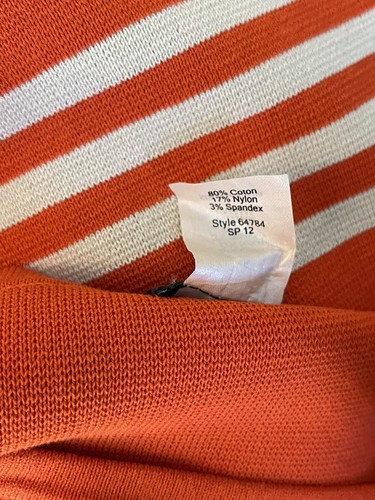 80% Coton
17% Nylon
3% Spandex
Style 64784
SP 12